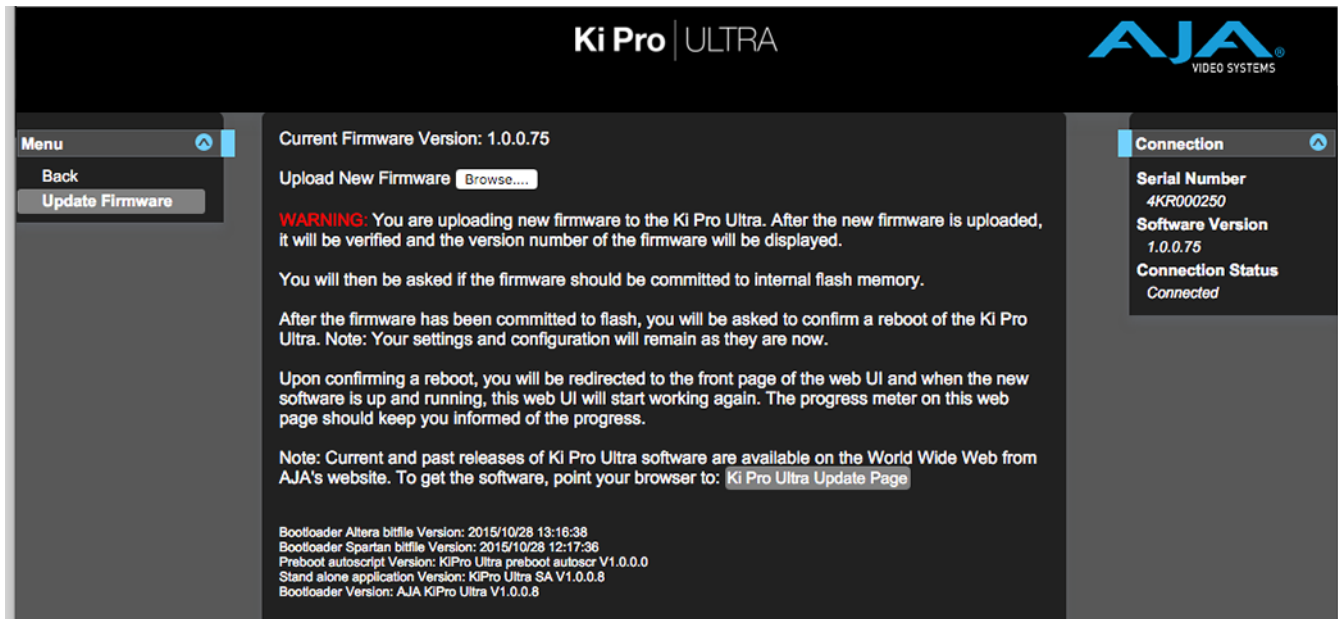 Ki Pro ULTRA
AJA®
VIDEO SYSTEMS
Menu
Back
Update Firmware
Current Firmware Version: 1.0.0.75
Upload New Firmware Browse....
WARNING: You are uploading new firmware to the Ki Pro Ultra. After the new firmware is uploaded,
it will be verified and the version number of the firmware will be displayed.
You will then be asked if the firmware should be committed to internal flash memory.
After the firmware has been committed to flash, you will be asked to confirm a reboot of the Ki Pro
Ultra. Note: Your settings and configuration will remain as they are now.
Upon confirming a reboot, you will be redirected to the front page of the web UI and when the new
software is up and running, this web UI will start working again. The progress meter on this web
page should keep you informed of the progress.
Note: Current and past releases of Ki Pro Ultra software are available on the World Wide Web from
AJA's website. To get the software, point your browser to: Ki Pro Ultra Update Page
Bootloader Altera bitfile Version: 2015/10/28 13:16:38
Bootloader Spartan bitfile Version: 2015/10/28 12:17:36
Preboot autoscript Version: KiPro Ultra preboot autoscr V1.0.0.0
Stand alone application Version: KiPro Ultra SA V1.0.0.8
Bootloader Version: AJA KiPro Ultra V1.0.0.8
Connection
Serial Number
4KR000250
Software Version
1.0.0.75
Connection Status
Connected